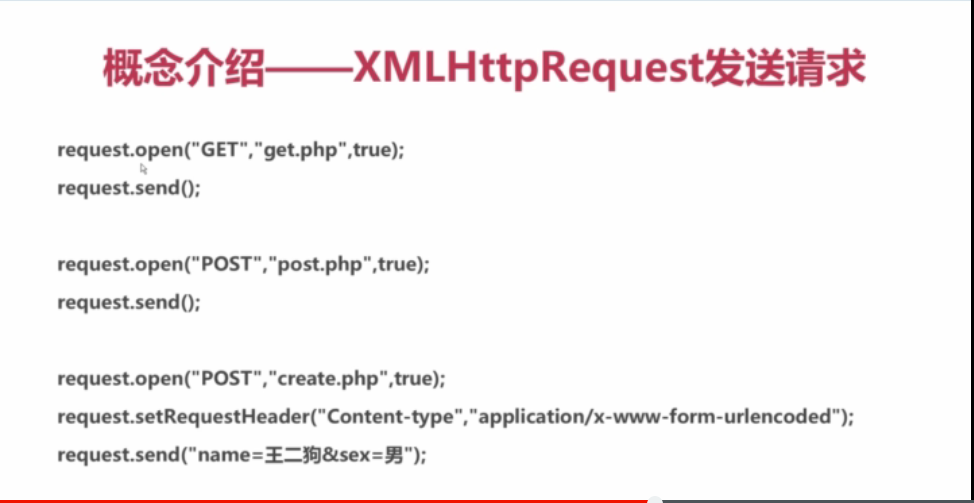 概念介绍——XMLHttpRequest发送请求
request.open("GET","get.php",true);
request.send();
request.open("POST","post.php",true);
request.send();
request.open("POST","create.php",true);
request.setRequestHeader("Content-type","application/x-www-form-urlencoded");
request.send("name=王二狗&sex=男");